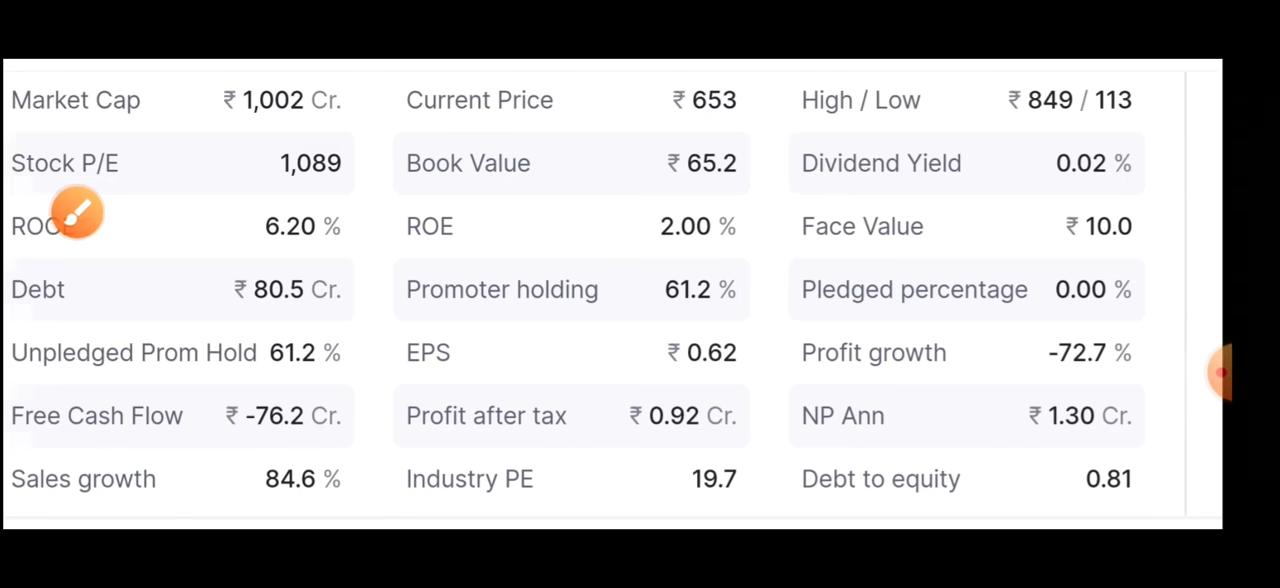 Market Cap ₹ 1,002 Cr. Current Price ₹ 653 High / Low ₹ 849 / 113
Stock P/E 1,089 Book Value ₹ 65.2 Dividend Yield 0.02 %
6.20 % ROE 2.00 % Face Value ₹ 10.0
Debt ₹ 80.5 Cr. Promoter holding 61.2 % Pledged percentage 0.00 %
Unpledged Prom Hold 61.2 % EPS ₹ 0.62 Profit growth -72.7 %
Free Cash Flow ₹ -76.2 Cr. Profit after tax ₹ 0.92 Cr. NP Ann ₹ 1.30 Cr.
Sales growth 84.6 % Industry PE 19.7 Debt to equity 0.81